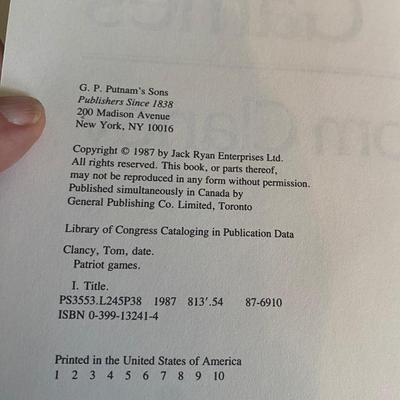 G. P. Putnam's Sons
Publishers Since 1838
200 Madison Avenue
New York, NY 10016
Copyright © 1987 by Jack Ryan Enterprises Ltd.
All rights reserved. This book, or parts thereof,
may not be reproduced in any form without permission.
Published simultaneously in Canada by
General Publishing Co. Limited, Toronto
Library of Congress Cataloging in Publication Data
Clancy, Tom, date.
Patriot games.
I. Title.
PS3553.L245P38 1987 813'.54 87-6910
ISBN 0-399-13241-4
Printed in the United States of America
1 2 3 4 5 6 7 8 9 10